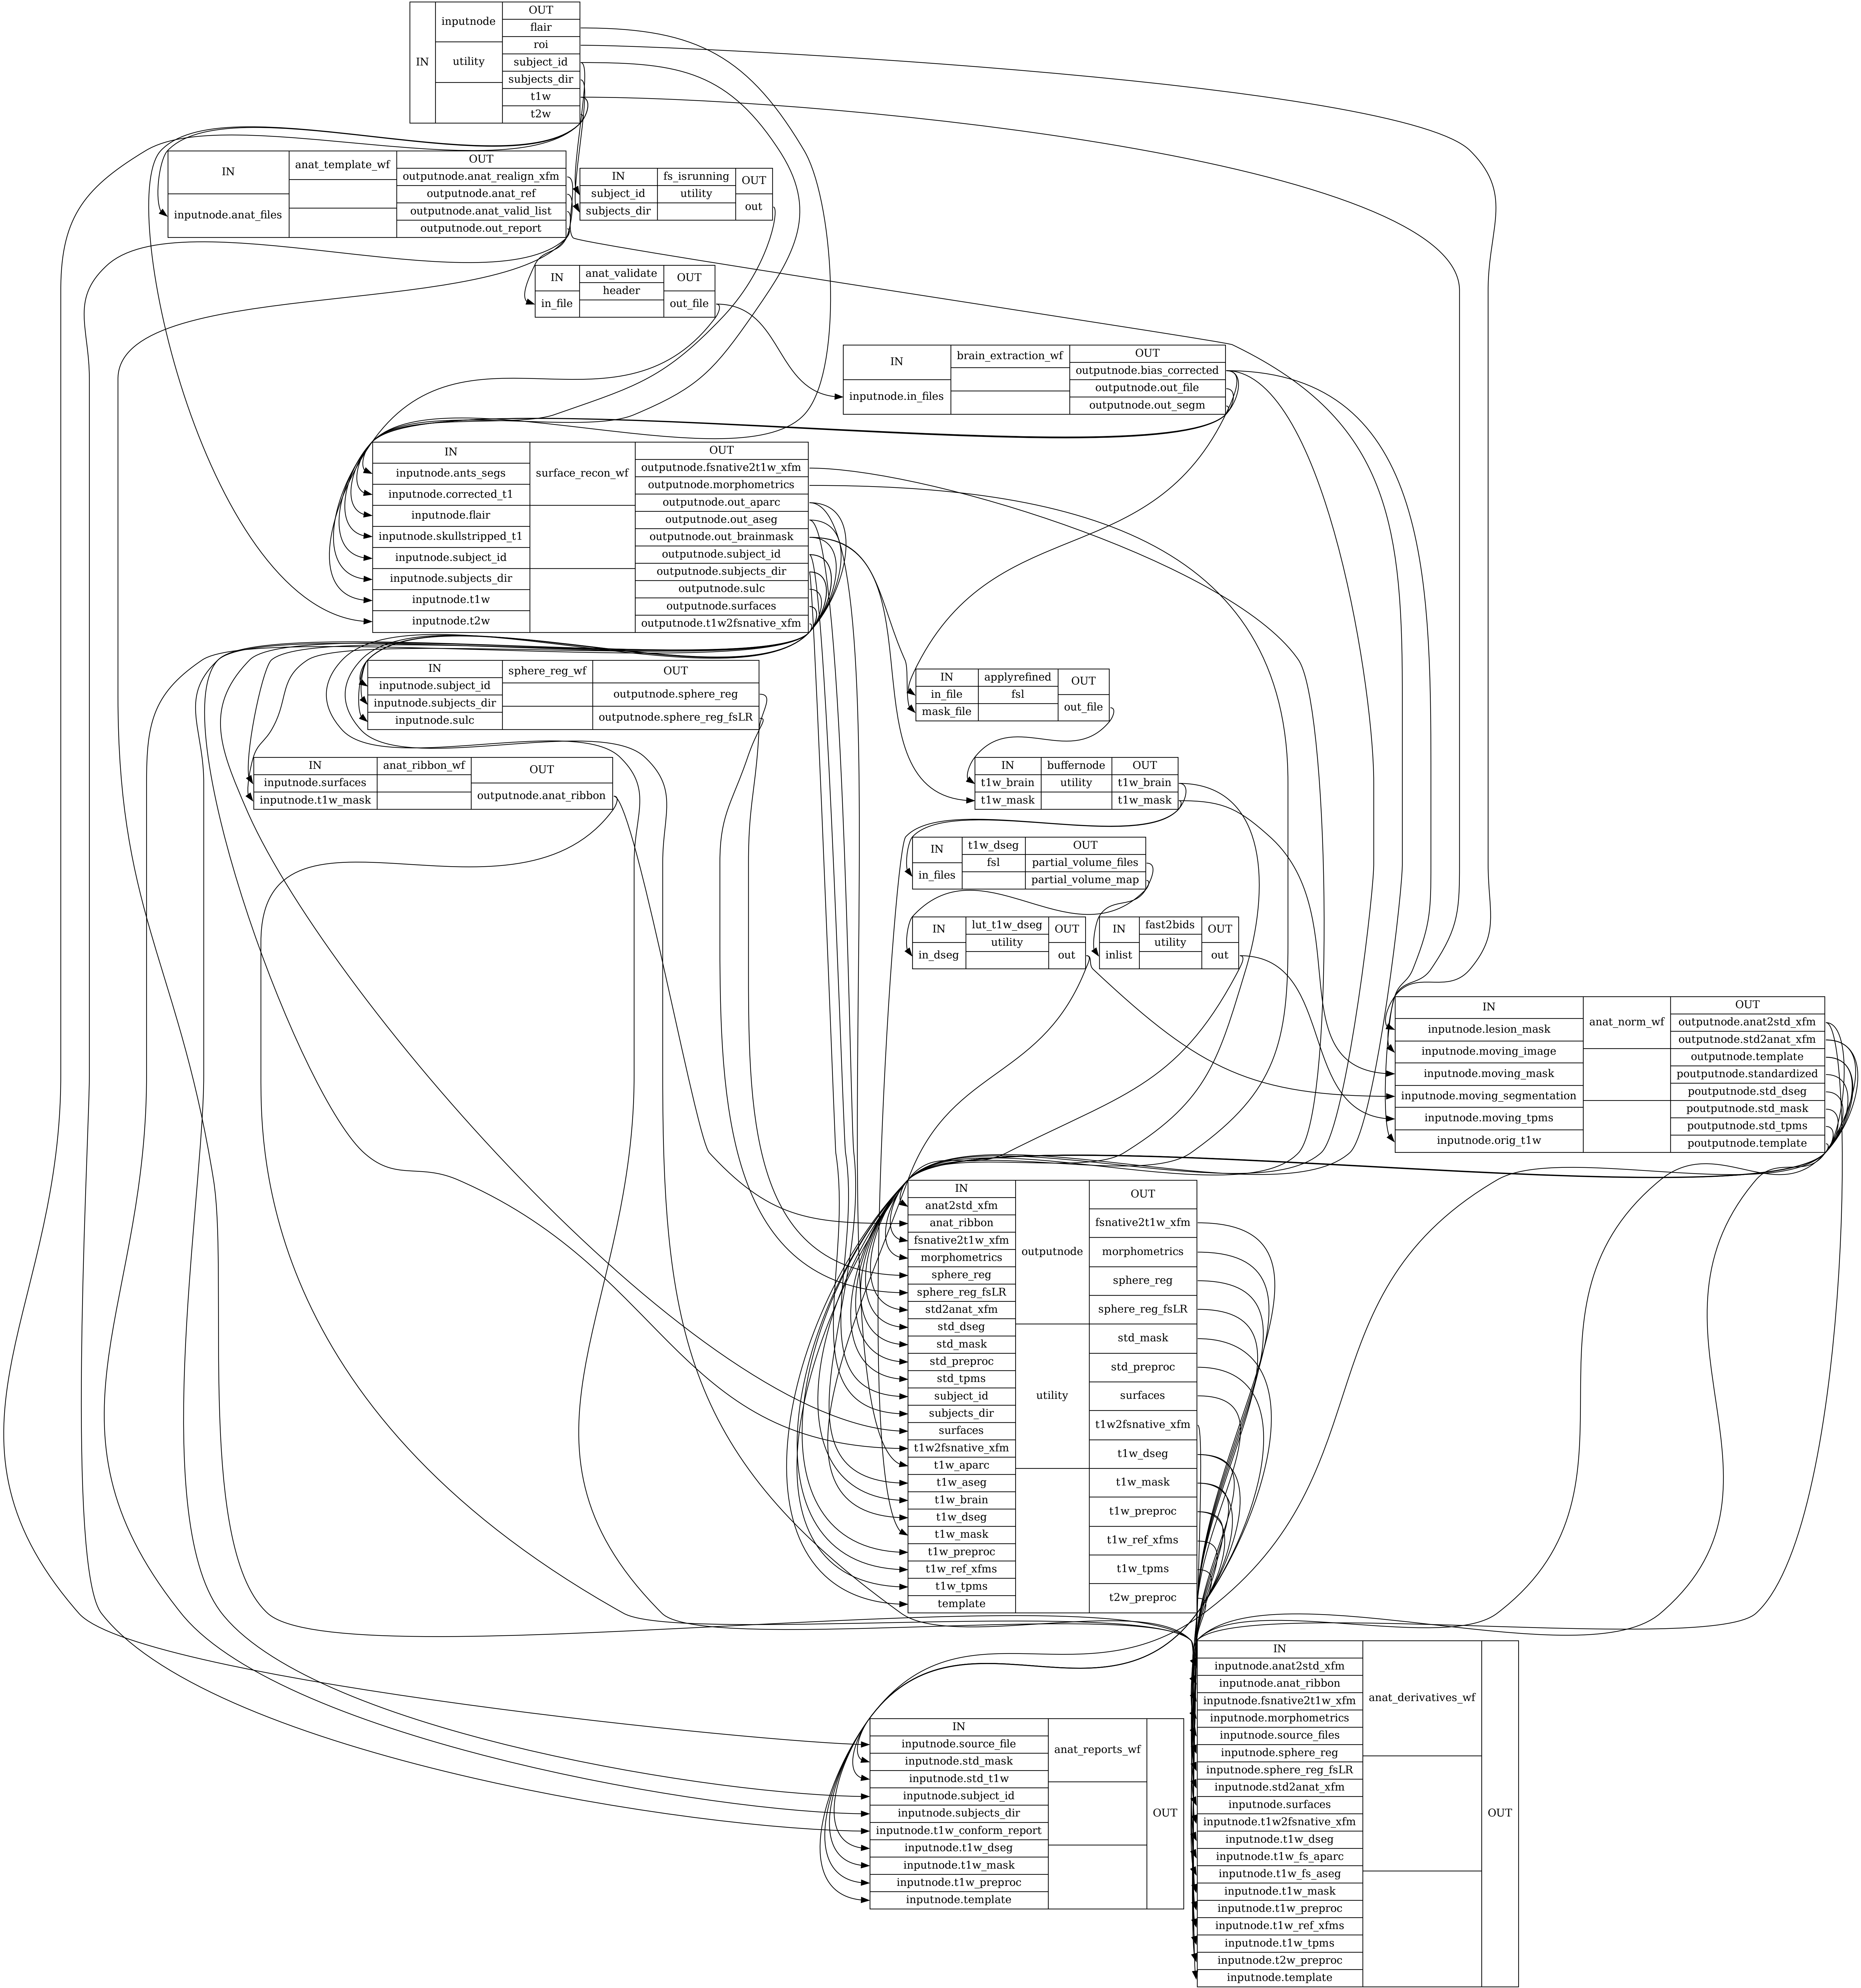 IN
inputnode
utility
OUT
flair
roi
subject_id
subjects_dir
t1w
t2w
IN
inputnode.anat_files
anat_template_wf
OUT
outputnode.anat_realign_xfm
outputnode.anat_ref
outputnode.anat_valid_list
outputnode.out_report
IN
subject_id
subjects_dir
fs_isrunning
utility
OUT
out
IN
in_file
anat_validate
header
OUT
out_file
IN
inputnode.in_files
brain_extraction_wf
OUT
outputnode.bias_corrected
outputnode.out_file
outputnode.out_segm
IN
inputnode.ants_segs
inputnode.corrected_t1
inputnode.flair
inputnode.skullstripped_t1
inputnode.subject_id
inputnode.subjects_dir
inputnode.t1w
inputnode.t2w
surface_recon_wf
OUT
outputnode.fsnative2t1w_xfm
outputnode.morphometrics
outputnode.out_aparc
outputnode.out_aseg
outputnode.out_brainmask
outputnode.subject_id
outputnode.subjects_dir
outputnode.sulc
outputnode.surfaces
outputnode.t1w2fsnative_xfm
IN
inputnode.subject_id
inputnode.subjects_dir
inputnode.sulc
sphere_reg_wf
OUT
outputnode.sphere_reg
outputnode.sphere_reg_fsLR
IN
in_file
mask_file
applyrefined
fsl
OUT
out_file
IN
inputnode.surfaces
inputnode.t1w_mask
anat_ribbon_wf
OUT
outputnode.anat_ribbon
IN
t1w_brain
t1w_mask
buffernode
utility
OUT
t1w_brain
t1w_mask
IN
in_files
t1w_dseg
fsl
OUT
partial_volume_files
partial_volume_map
IN
in_dseg
lut_t1w_dseg
utility
OUT
out
IN
inlist
fast2bids
utility
OUT
out
IN
inputnode.lesion_mask
inputnode.moving_image
inputnode.moving_mask
inputnode.moving_segmentation
inputnode.moving_tpms
inputnode.orig_t1w
anat_norm_wf
OUT
outputnode.anat2std_xfm
outputnode.std2anat_xfm
outputnode.template
poutputnode.standardized
poutputnode.std_dseg
poutputnode.std_mask
poutputnode.std_tpms
poutputnode.template
IN
anat2std_xfm
anat_ribbon
fsnative2t1w_xfm
morphometrics
sphere_reg
sphere_reg_fsLR
std2anat_xfm
std_dseg
std_mask
std_preproc
std_tpms
subject_id
subjects_dir
surfaces
t1w2fsnative_xfm
t1w_aparc
t1w_aseg
t1w_brain
t1w_dseg
t1w_mask
t1w_preproc
t1w_ref_xfms
t1w_tpms
template
outputnode
utility
OUT
fsnative2t1w_xfm
morphometrics
sphere_reg
sphere_reg_fsLR
std_mask
std_preproc
surfaces
t1w2fsnative_xfm
t1w_dseg
t1w_mask
t1w_preproc
t1w_ref_xfms
t1w_tpms
t2w_preproc
IN
inputnode.source_file
inputnode.std_mask
inputnode.std_t1w
inputnode.subject_id
inputnode.subjects_dir
inputnode.t1w_conform_report
inputnode.t1w_dseg
inputnode.t1w_mask
inputnode.t1w_preproc
inputnode.template
anat_reports_wf
OUT
IN
inputnode.anat2std_xfm
inputnode.anat_ribbon
inputnode.fsnative2t1w_xfm
inputnode.morphometrics
inputnode.source_files
inputnode.sphere_reg
inputnode.sphere_reg_fsLR
inputnode.std2anat_xfm
inputnode.surfaces
inputnode.t1w2fsnative_xfm
inputnode.t1w_dseg
inputnode.t1w_fs_aparc
inputnode.t1w_fs_aseg
inputnode.t1w_mask
inputnode.t1w_preproc
inputnode.t1w_ref_xfms
inputnode.t1w_tpms
inputnode.t2w_preproc
inputnode.template
anat_derivatives_wf
OUT